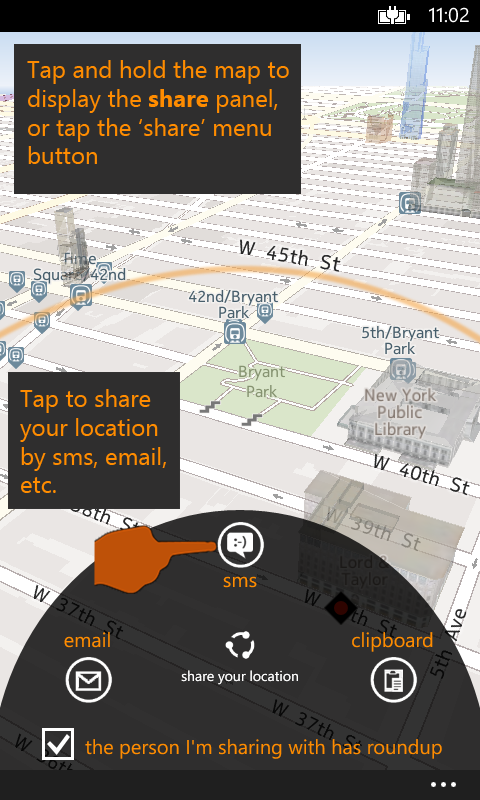 11:02
Tap and hold the map to
display the share panel,
or tap the ‘share’ menu
button
W 45th St
Time
Square/42nd
42nd/Bryant
Park
5th/Bryant
Park
Bryant
Park
New York
Public
Library
Tap to share
your location
by sms, email,
etc.
W 40th St
W 38th St
W 39th St
sms
Lord &
Taylor
W 37th St
5th Ave
email
clipboard
share your location
W 37th St
the person I'm sharing with has roundup
W 36th